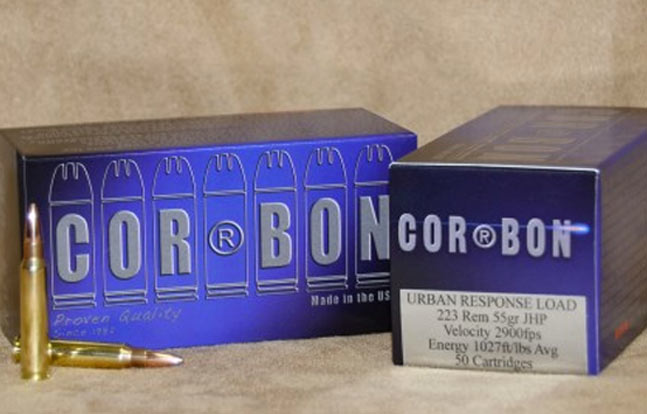 COR®BON
Made in the US
Proven Quality
Since 1982
COR®BON
URBAN RESPONSE LOAD
223 Rem 55gr JHP
Velocity 2900fps
Energy 1027ft/lbs Avg
50 Cartridges